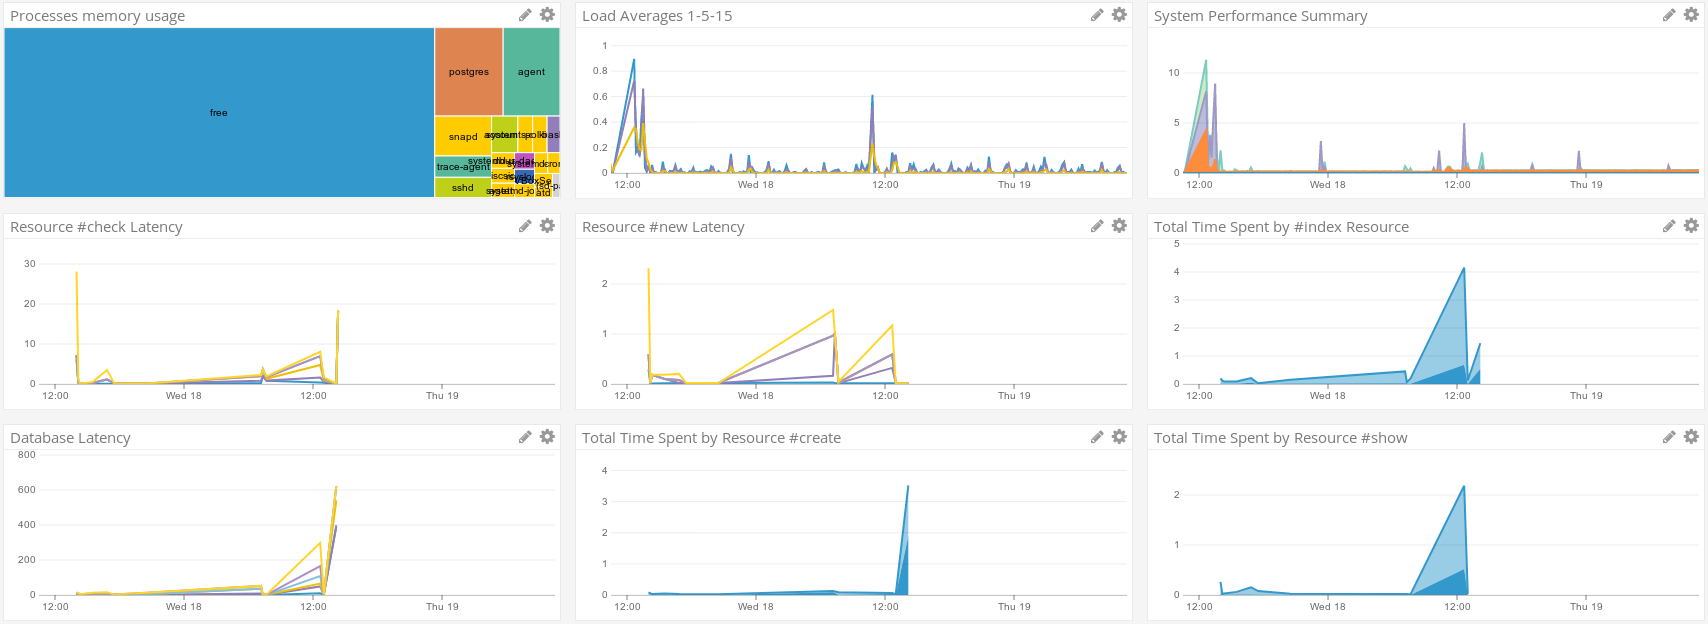 Processes memory usage
free
postgres
agent
snapd
trace-agent
sshd
atd
Load Averages 1-5-15
1
0.8
0.6
0.4
0.2
0
12:00 Wed 18 12:00 Thu 19
System Performance Summary
10
5
0
12:00 Wed 18 12:00 Thu 19
Resource #check Latency
30
20
10
0
12:00 Wed 18 12:00 Thu 19
Resource #new Latency
2
1
0
12:00 Wed 18 12:00 Thu 19
Total Time Spent by #index Resource
5
4
3
2
1
0
12:00 Wed 18 12:00 Thu 19
Database Latency
800
600
400
200
0
12:00 Wed 18 12:00 Thu 19
Total Time Spent by Resource #create
4
3
2
1
0
12:00 Wed 18 12:00 Thu 19
Total Time Spent by Resource #show
2
1
0
12:00 Wed 18 12:00 Thu 19